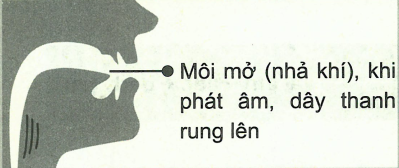 Môi mở (nhả khí), khi
phát âm, dây thanh
rung lên